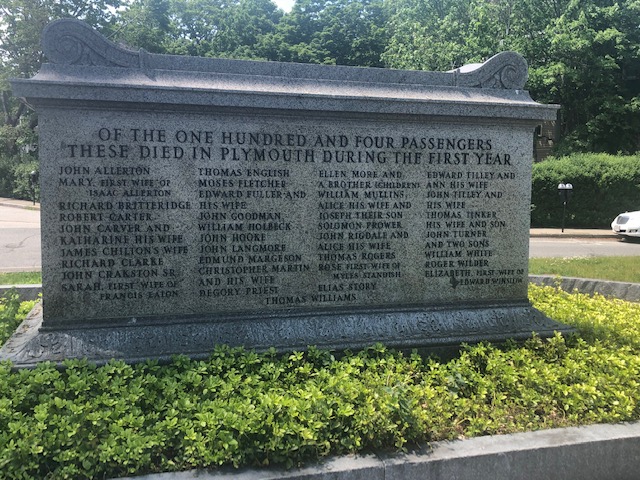 OF THE ONE HUNDRED AND FOUR PASSENGERS
THESE DIED IN PLYMOUTH DURING THE FIRST YEAR
JOHN ALLERTON
MARY, FIRST WIFE OF
ISAAC ALLERTON
RICHARD BRITTERIDGE
ROBERT CARTER
JOHN CARVER AND
KATHARINE HIS WIFE
JAMES CHILTON'S WIFE
RICHARD CLARKE
JOHN CRAKSTON SR.
SARAH, FIRST WIFE OF
FRANCIS EATON
THOMAS ENGLISH
MOSES FLETCHER
EDWARD FULLER AND
HIS WIFE
JOHN GOODMAN
WILLIAM HOLBECK
JOHN HOOKE
JOHN LANGMORE
EDMUND MARGESON
CHRISTOPHER MARTIN
AND HIS WIFE
DEGORY PRIEST
ELLEN MORE AND
A BROTHER (CHILDREN)
WILLIAM MULLINS,
ALICE HIS WIFE AND
JOSEPH THEIR SON
SOLOMON PROWER
JOHN RIGDALE AND
ALICE HIS WIFE
THOMAS ROGERS
ROSE, FIRST WIFE OF
MYLES STANDISH
ELIAS STORY
EDWARD TILLEY AND
ANN HIS WIFE
JOHN TILLEY AND
HIS WIFE
THOMAS TINKER,
HIS WIFE AND SON
JOHN TURNER
AND TWO SONS
WILLIAM WHITE
ROGER WILDER
ELIZABETH, FIRST WIFE OF
EDWARD WINSLOW
THOMAS WILLIAMS